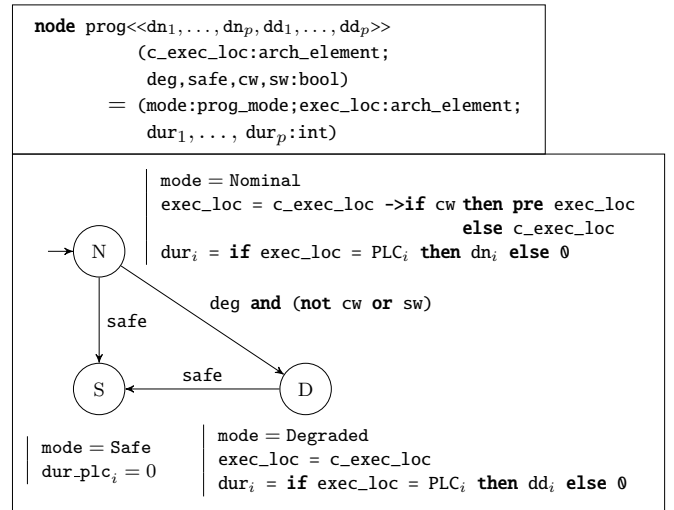 node prog<<dn₁,...,dnₚ,dd₁,...,ddₚ>>
(c_exec_loc:arch_element;
deg,safe,cw,sw:bool)
= (mode:prog_mode;exec_loc:arch_element;
dur₁,..., durₚ:int)
mode = Nominal
exec_loc = c_exec_loc ->if cw then pre exec_loc
else c_exec_loc
durᵢ = if exec_loc = PLCᵢ then dnᵢ else 0
N
deg and (not cw or sw)
safe
S
safe
D
mode = Safe
dur_plcᵢ = 0
mode = Degraded
exec_loc = c_exec_loc
durᵢ = if exec_loc = PLCᵢ then ddᵢ else 0